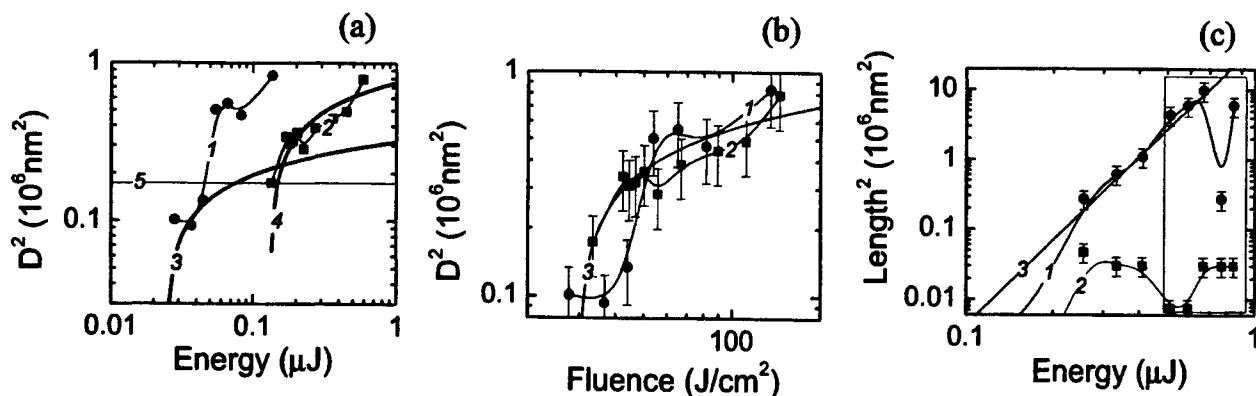 (a)
1
0.1
D² (10⁶nm²)
1
2
3
4
5
0.01
0.1
1
Energy (μJ)
(b)
1
0.1
D² (10⁶nm²)
1
2
3
100
Fluence (J/cm²)
(c)
10
1
0.1
0.01
Length² (10⁶nm²)
3
1
2
0.1
1
Energy (μJ)